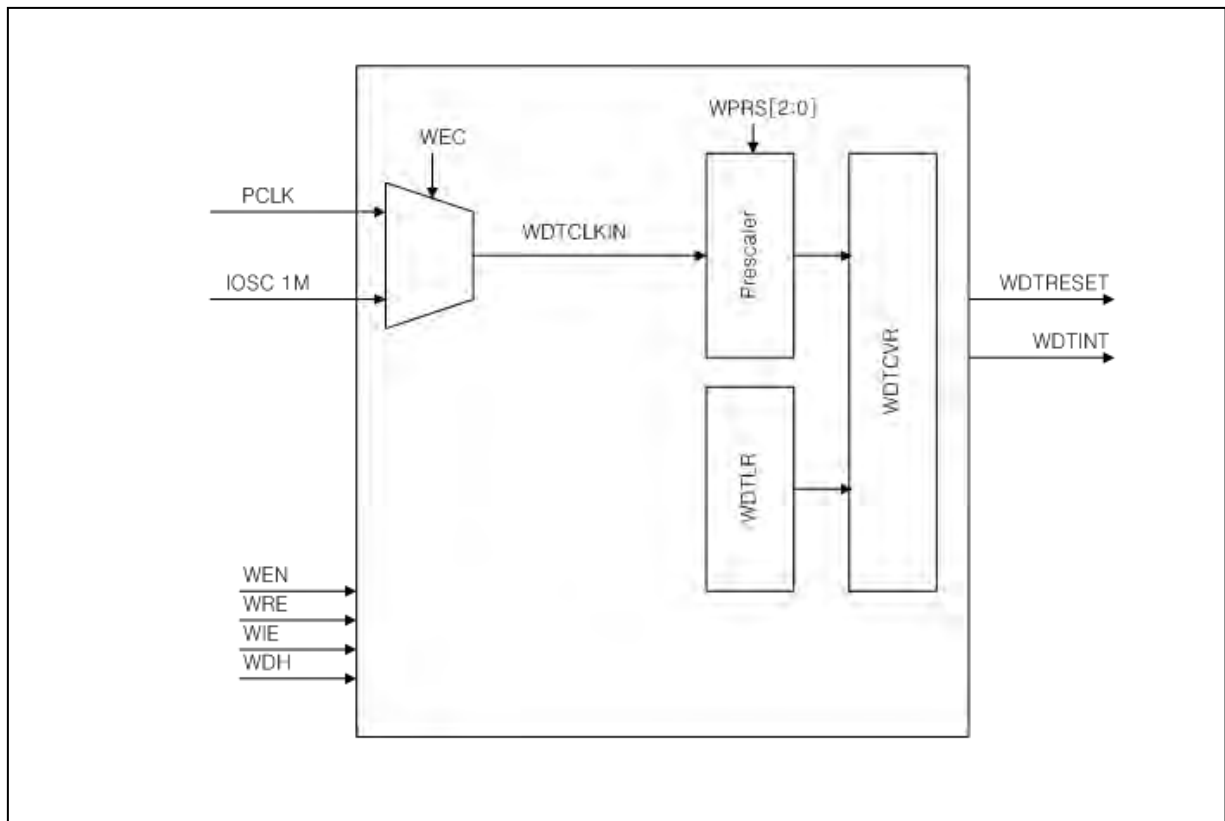 WPRS[2:0]
WEC
PCLK
WDTCLKIN
Prescaler
IOSC 1M
WDTRESET
WDTINT
WDTCVR
WDTLR
WEN
WRE
WIE
WDH